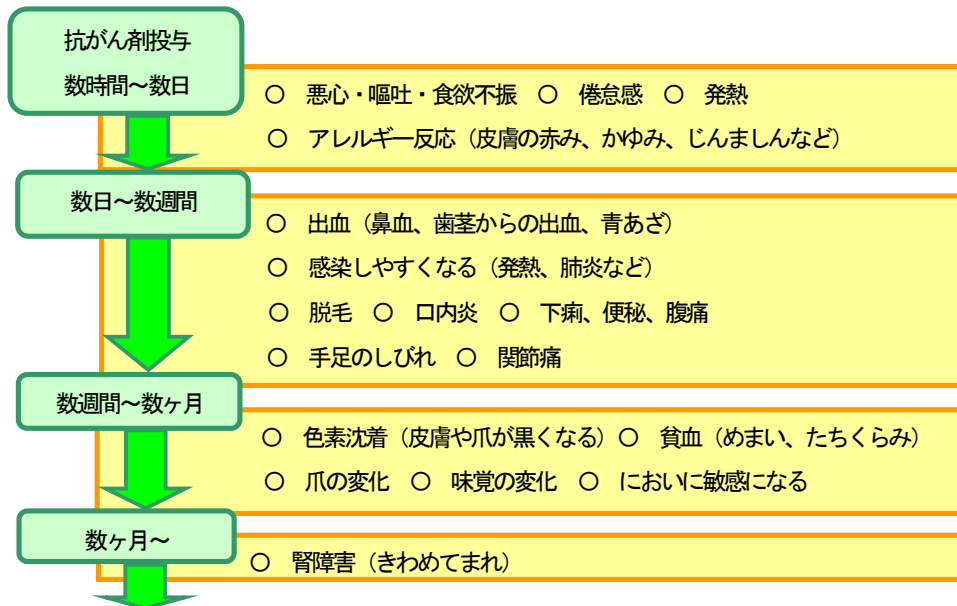 抗がん剤投与
数時間～数日
○ 悪心・嘔吐・食欲不振 ○ 倦怠感 ○ 発熱
○ アレルギー反応（皮膚の赤み、かゆみ、じんましんなど）
数日～数週間
○ 出血（鼻血、歯茎からの出血、青あざ）
○ 感染しやすくなる（発熱、肺炎など）
○ 脱毛 ○ 口内炎 ○ 下痢、便秘、腹痛
○ 手足のしびれ ○ 関節痛
数週間～数ヶ月
○ 色素沈着（皮膚や爪が黒くなる）○ 貧血（めまい、たちくらみ）
○ 爪の変化 ○ 味覚の変化 ○ においに敏感になる
数ヶ月～
○ 腎障害（きわめてまれ）